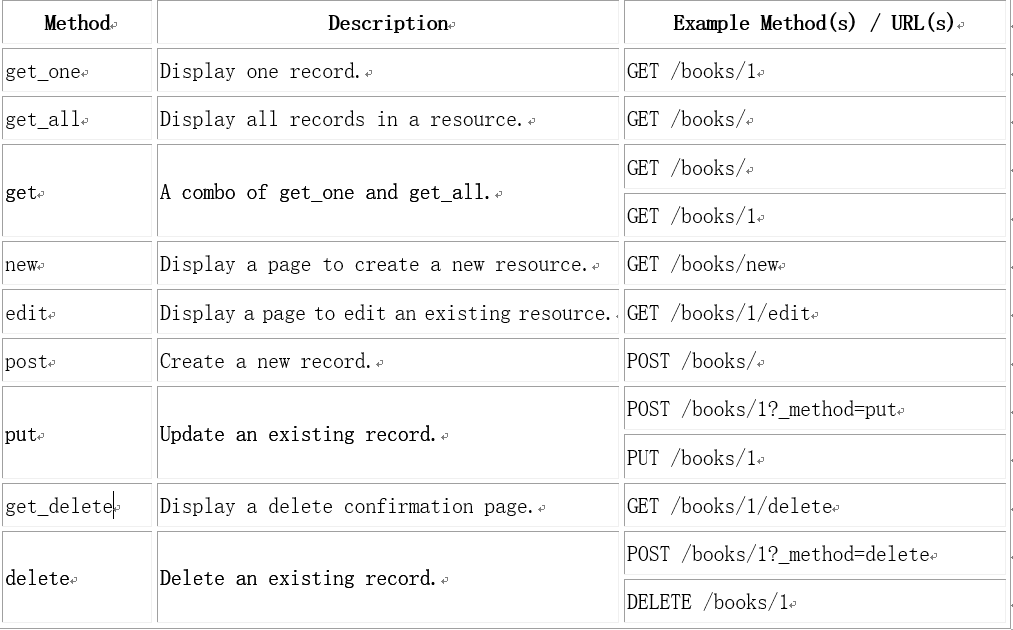 Method Description Example Method(s) / URL(s)
get_one Display one record. GET /books/1
get_all Display all records in a resource. GET /books/
get A combo of get_one and get_all. GET /books/
GET /books/1
new Display a page to create a new resource. GET /books/new
edit Display a page to edit an existing resource. GET /books/1/edit
post Create a new record. POST /books/
put Update an existing record. POST /books/1?_method=put
PUT /books/1
get_delete Display a delete confirmation page. GET /books/1/delete
delete Delete an existing record. POST /books/1?_method=delete
DELETE /books/1